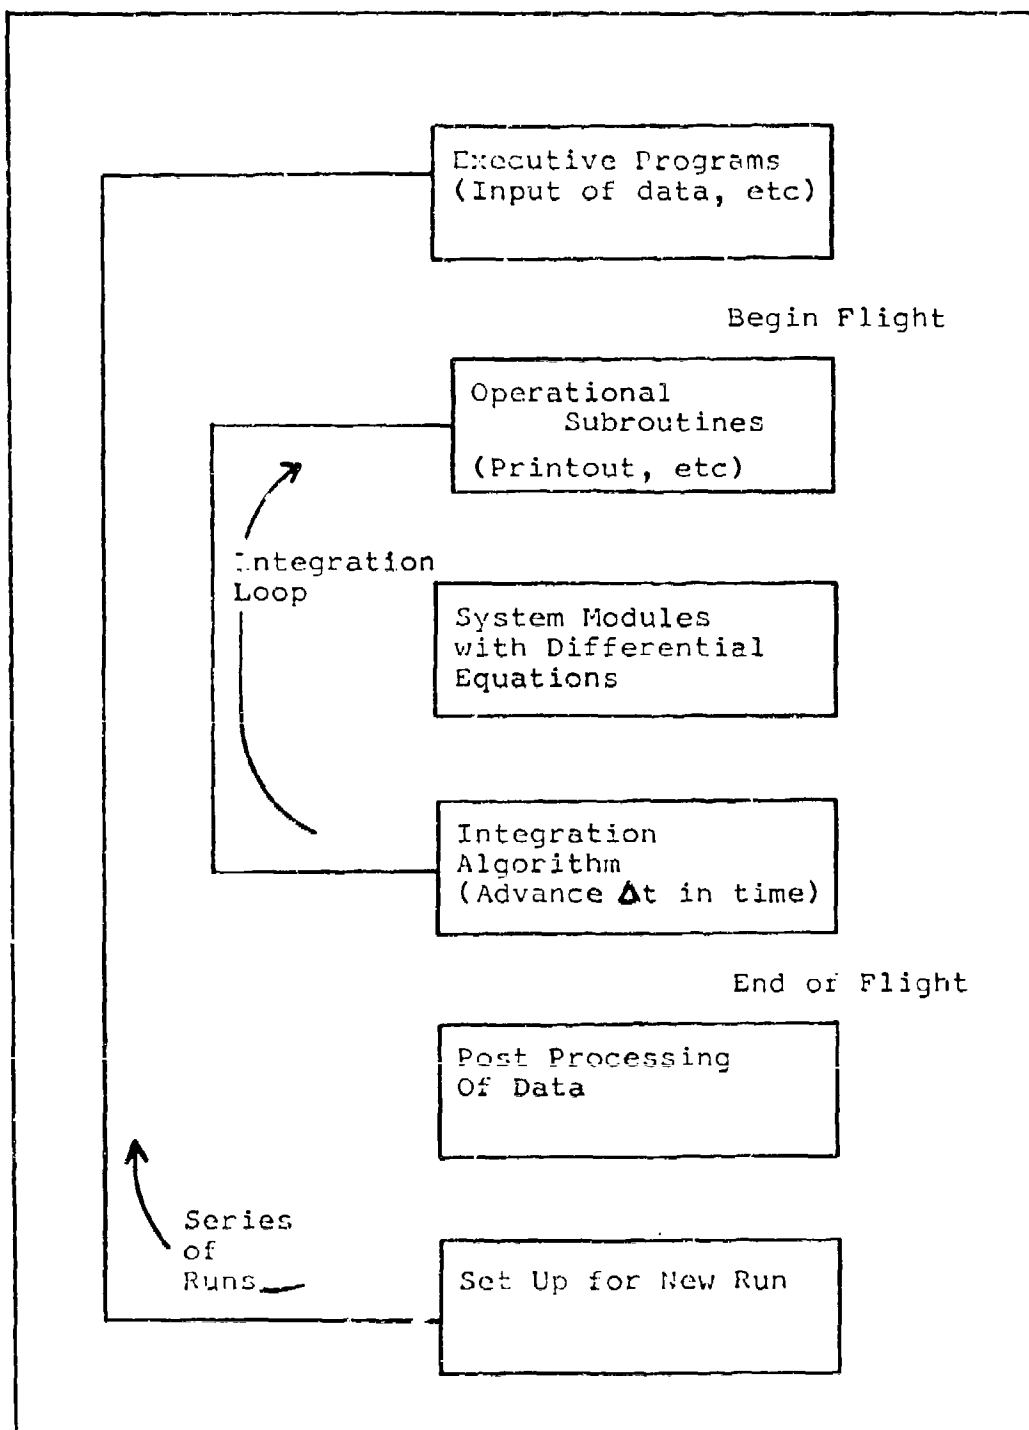 Executive Programs
(Input of data, etc)
Begin Flight
Operational
Subroutines
(Printout, etc)
Integration
Loop
System Modules
with Differential
Equations
Integration
Algorithm
(Advance Δt in time)
End of Flight
Post Processing
Of Data
Series
of
Runs
Set Up for New Run